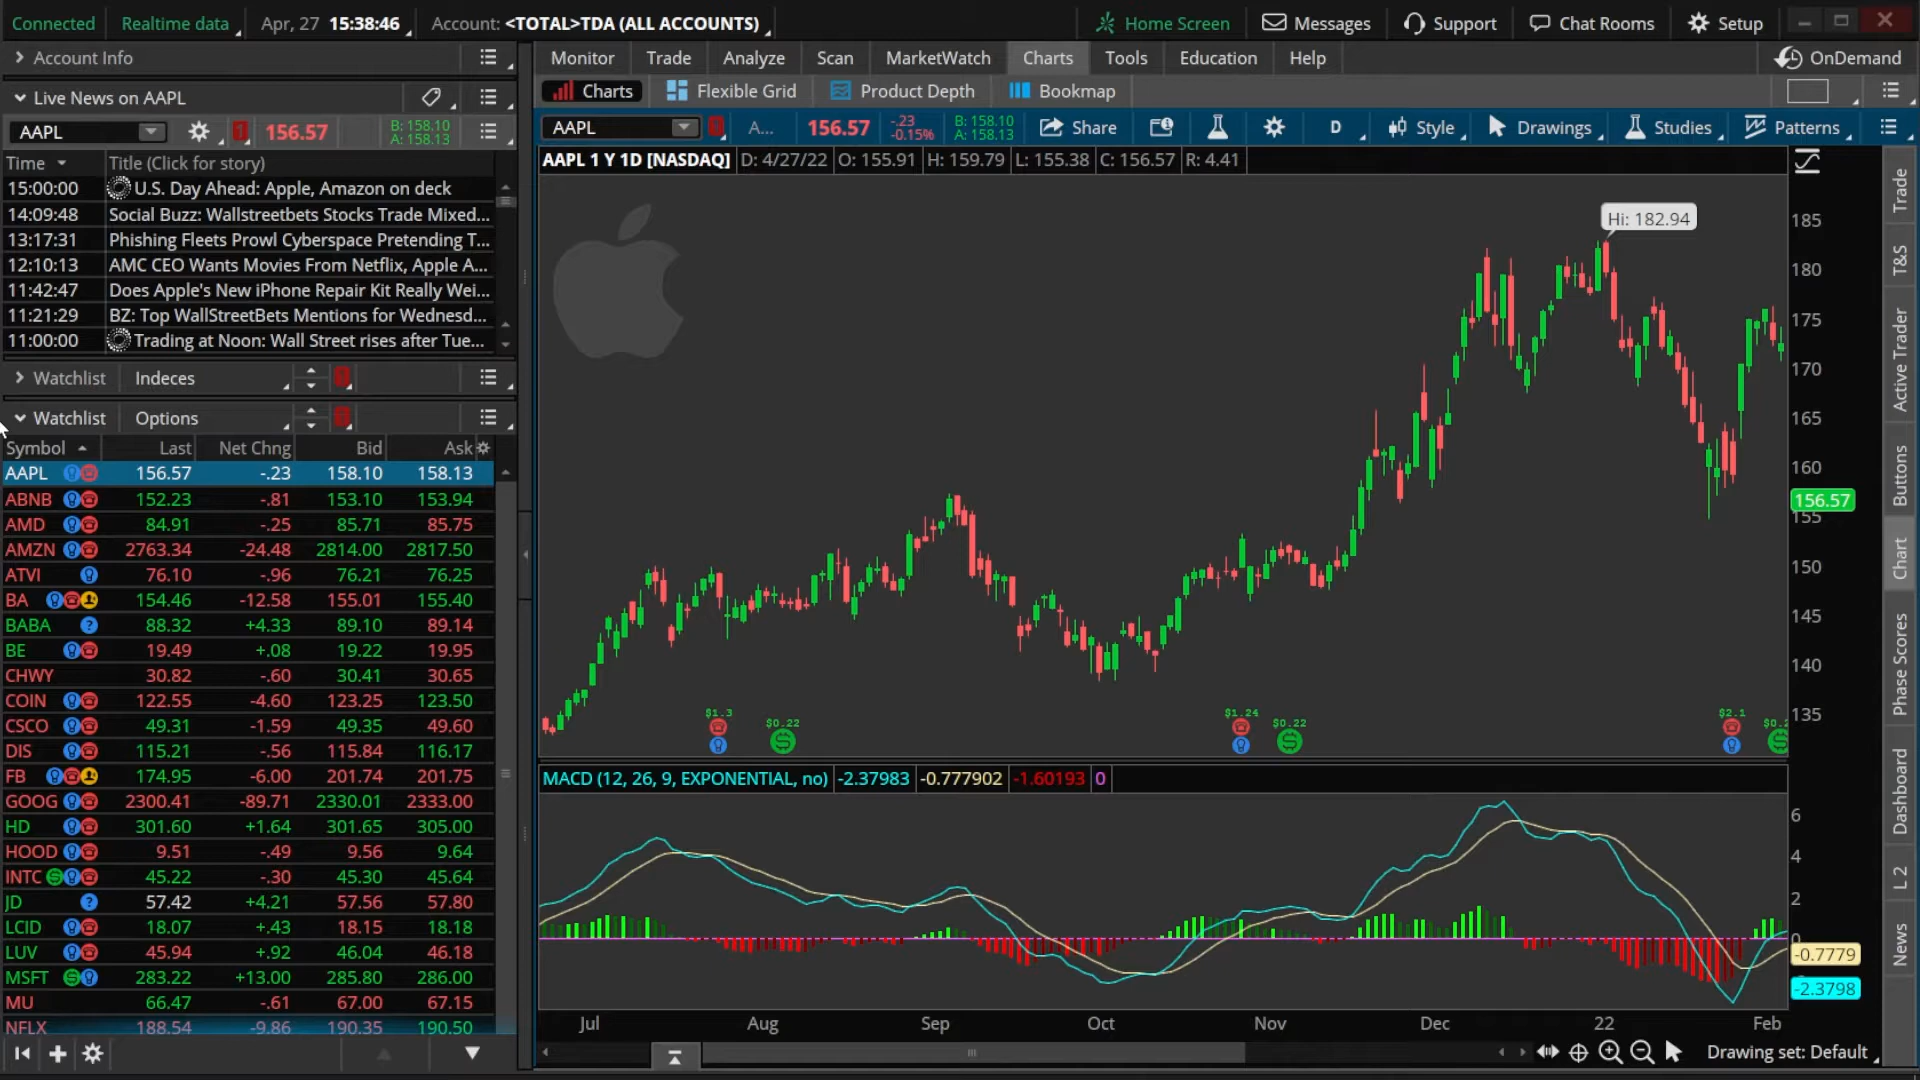 Connected Realtime data Apr, 27 15:38:46 Account: <TOTAL>TDA (ALL ACCOUNTS) Home Screen Messages Support Chat Rooms Setup
Account Info
Monitor Trade Analyze Scan MarketWatch Charts Tools Education Help OnDemand
Live News on AAPL
Charts Flexible Grid Product Depth Bookmap
AAPL 156.57 B: 158.10 A: 158.13
AAPL A... 156.57 -.23 -0.15% B: 158.10 A: 158.13 Share D Style Drawings Studies Patterns
Time Title (Click for story)
15:00:00 U.S. Day Ahead: Apple, Amazon on deck
14:09:48 Social Buzz: Wallstreetbets Stocks Trade Mixed...
13:17:31 Phishing Fleets Prowl Cyberspace Pretending T...
12:10:13 AMC CEO Wants Movies From Netflix, Apple A...
11:42:47 Does Apple's New iPhone Repair Kit Really Wei...
11:21:29 BZ: Top WallStreetBets Mentions for Wednesd...
11:00:00 Trading at Noon: Wall Street rises after Tue...
Watchlist Indeces
Watchlist Options
Symbol Last Net Chng Bid Ask
AAPL 156.57 -.23 158.10 158.13
ABNB 152.23 -.81 153.10 153.94
AMD 84.91 -.25 85.71 85.75
AMZN 2763.34 -24.48 2814.00 2817.50
ATVI 76.10 -.96 76.21 76.25
BA 154.46 -12.58 155.01 155.40
BABA 88.32 +4.33 89.10 89.14
BE 19.49 +.08 19.22 19.95
CHWY 30.82 -.60 30.41 30.65
COIN 122.55 -4.60 123.25 123.50
CSCO 49.31 -1.59 49.35 49.60
DIS 115.21 -.56 115.84 116.17
FB 174.95 -6.00 201.74 201.75
GOOG 2300.41 -89.71 2330.01 2333.00
HD 301.60 +1.64 301.65 305.00
HOOD 9.51 -.49 9.56 9.64
INTC 45.22 -.30 45.30 45.64
JD 57.42 +4.21 57.56 57.80
LCID 18.07 +.43 18.15 18.18
LUV 45.94 +.92 46.04 46.18
MSFT 283.22 +13.00 285.80 286.00
MU 66.47 -.61 67.00 67.15
NFLX 188.54 -9.86 190.35 190.50
AAPL 1 Y 1D [NASDAQ] D: 4/27/22 O: 155.91 H: 159.79 L: 155.38 C: 156.57 R: 4.41
Hi: 182.94
185
180
175
170
165
160
156.57
155
150
145
140
135
$1.3 $0.22 $1.24 $0.22 $2.1 $0.2
MACD (12, 26, 9, EXPONENTIAL, no) -2.37983 -0.777902 -1.60193 0
6
4
2
0
-0.7779
-2.3798
Jul Aug Sep Oct Nov Dec 22 Feb
Drawing set: Default
Trade
T&S
Active Trader
Buttons
Chart
Phase Scores
Dashboard
L2
News